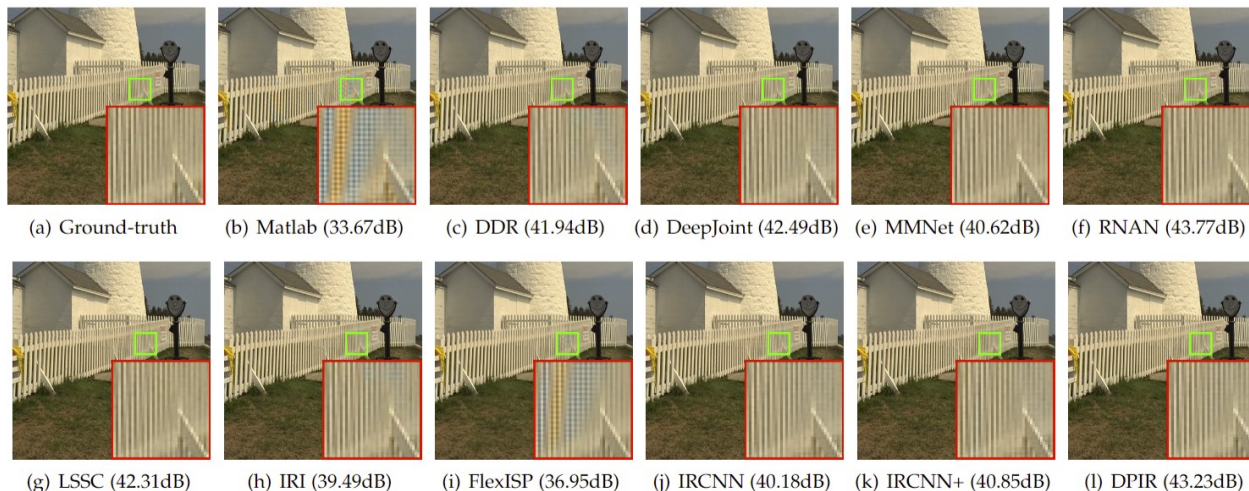 (a) Ground-truth
(b) Matlab (33.67dB)
(c) DDR (41.94dB)
(d) DeepJoint (42.49dB)
(e) MMNet (40.62dB)
(f) RNAN (43.77dB)
(g) LSSC (42.31dB)
(h) IRI (39.49dB)
(i) FlexISP (36.95dB)
(j) IRCNN (40.18dB)
(k) IRCNN+ (40.85dB)
(l) DPIR (43.23dB)